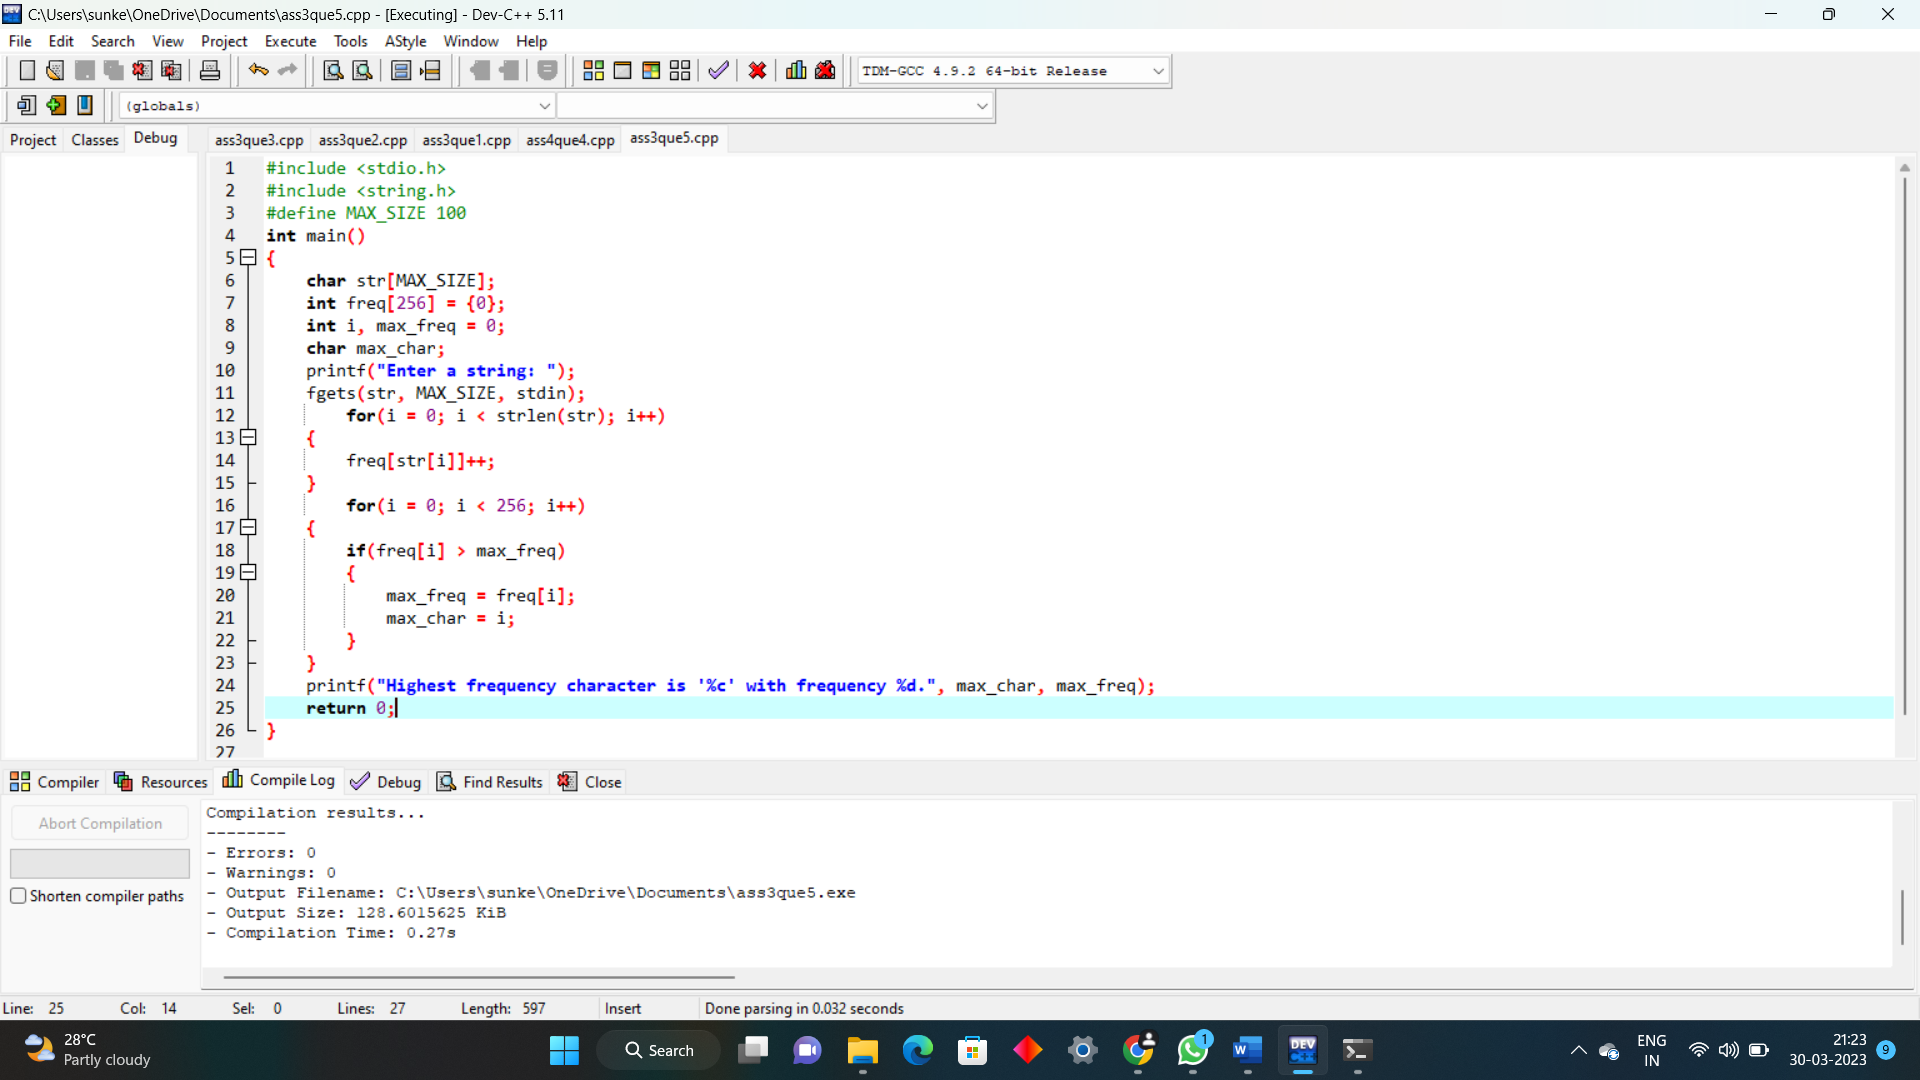 C:\Users\sunke\OneDrive\Documents\ass3que5.cpp - [Executing] - Dev-C++ 5.11
File Edit Search View Project Execute Tools AStyle Window Help
TDM-GCC 4.9.2 64-bit Release
(globals)
Project Classes Debug ass3que3.cpp ass3que2.cpp ass3que1.cpp ass4que4.cpp ass3que5.cpp
1 #include <stdio.h>
2 #include <string.h>
3 #define MAX_SIZE 100
4 int main()
5 {
6 char str[MAX_SIZE];
7 int freq[256] = {0};
8 int i, max_freq = 0;
9 char max_char;
10 printf("Enter a string: ");
11 fgets(str, MAX_SIZE, stdin);
12 for(i = 0; i < strlen(str); i++)
13 {
14 freq[str[i]]++;
15 }
16 for(i = 0; i < 256; i++)
17 {
18 if(freq[i] > max_freq)
19 {
20 max_freq = freq[i];
21 max_char = i;
22 }
23 }
24 printf("Highest frequency character is '%c' with frequency %d.", max_char, max_freq);
25 return 0;
26 }
27
Compiler Resources Compile Log Debug Find Results Close
Abort Compilation
Shorten compiler paths
Compilation results...
--------
- Errors: 0
- Warnings: 0
- Output Filename: C:\Users\sunke\OneDrive\Documents\ass3que5.exe
- Output Size: 128.6015625 KiB
- Compilation Time: 0.27s
Line: 25 Col: 14 Sel: 0 Lines: 27 Length: 597 Insert Done parsing in 0.032 seconds
28°C
Partly cloudy
Search
1
W
DEV
C++
ENG
IN
21:23
30-03-2023
9